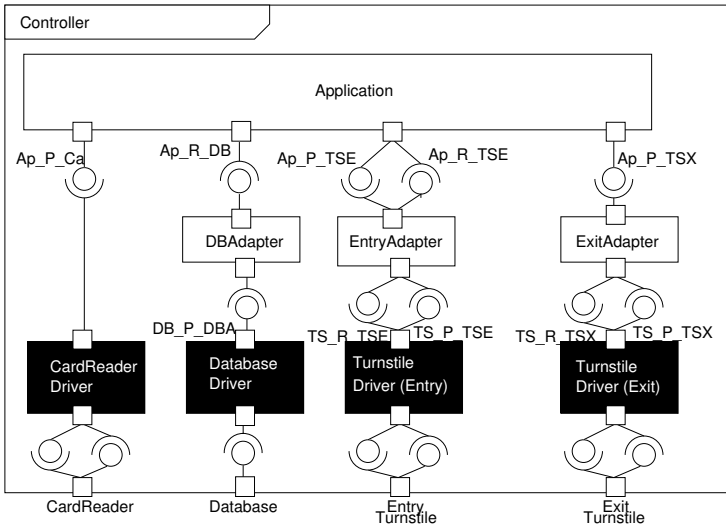 Controller
Application
Ap_P_Ca
Ap_R_DB
Ap_P_TSE
Ap_R_TSE
Ap_P_TSX
DBAdapter
EntryAdapter
ExitAdapter
DB_P_DBA
TS_R_TSE
TS_P_TSE
TS_R_TSX
TS_P_TSX
CardReader
Driver
Database
Driver
Turnstile
Driver (Entry)
Turnstile
Driver (Exit)
CardReader
Database
Entry
Turnstile
Exit
Turnstile